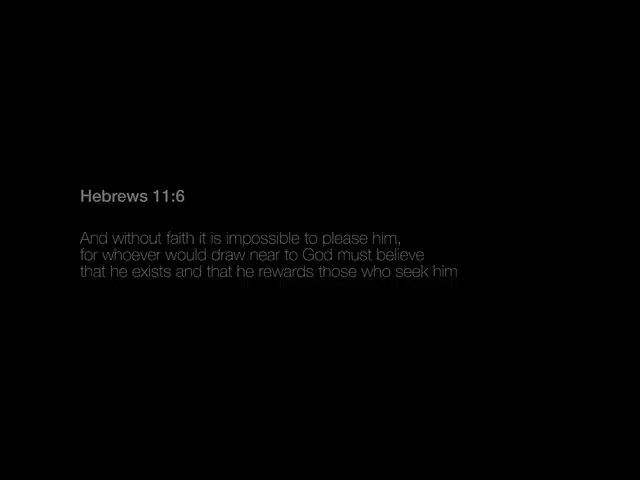 Hebrews 11:6
And without faith it is impossible to please him,
for whoever would draw near to God must believe
that he exists and that he rewards those who seek him